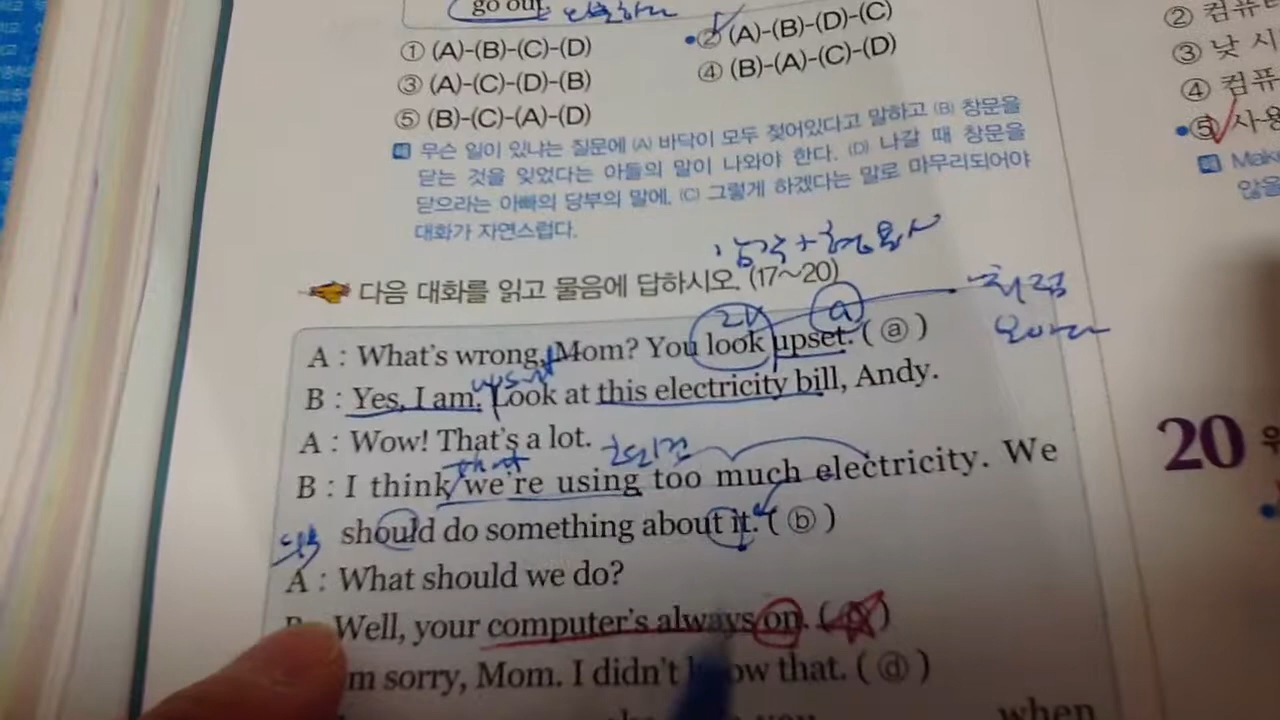 go out
① (A)-(B)-(C)-(D)
② (A)-(B)-(D)-(C)
③ (A)-(C)-(D)-(B)
④ (B)-(A)-(C)-(D)
⑤ (B)-(C)-(A)-(D)
무슨 일이 있냐는 질문에 (A) 바닥이 모두 젖어있다고 말하고 (B) 창문을
닫는 것을 잊었다는 아들의 말이 나와야 한다. (D) 나갈 때 창문을
닫으라는 아빠의 당부의 말에, (C) 그렇게 하겠다는 말로 마무리되어야
대화가 자연스럽다.
다음 대화를 읽고 물음에 답하시오. (17~20)
2V
a
A : What's wrong, Mom? You look upset. ( ⓐ )
upset
B : Yes, I am. Look at this electricity bill, Andy.
A : Wow! That's a lot.
that
B : I think we're using too much electricity. We
should do something about it. ( ⓑ )
A : What should we do?
Well, your computer's always on. ( )
m sorry, Mom. I didn't know that. ( ⓓ )
when
② 컴퓨터
③ 낮 시
④ 컴퓨
⑤ 사용
Make
않을
20